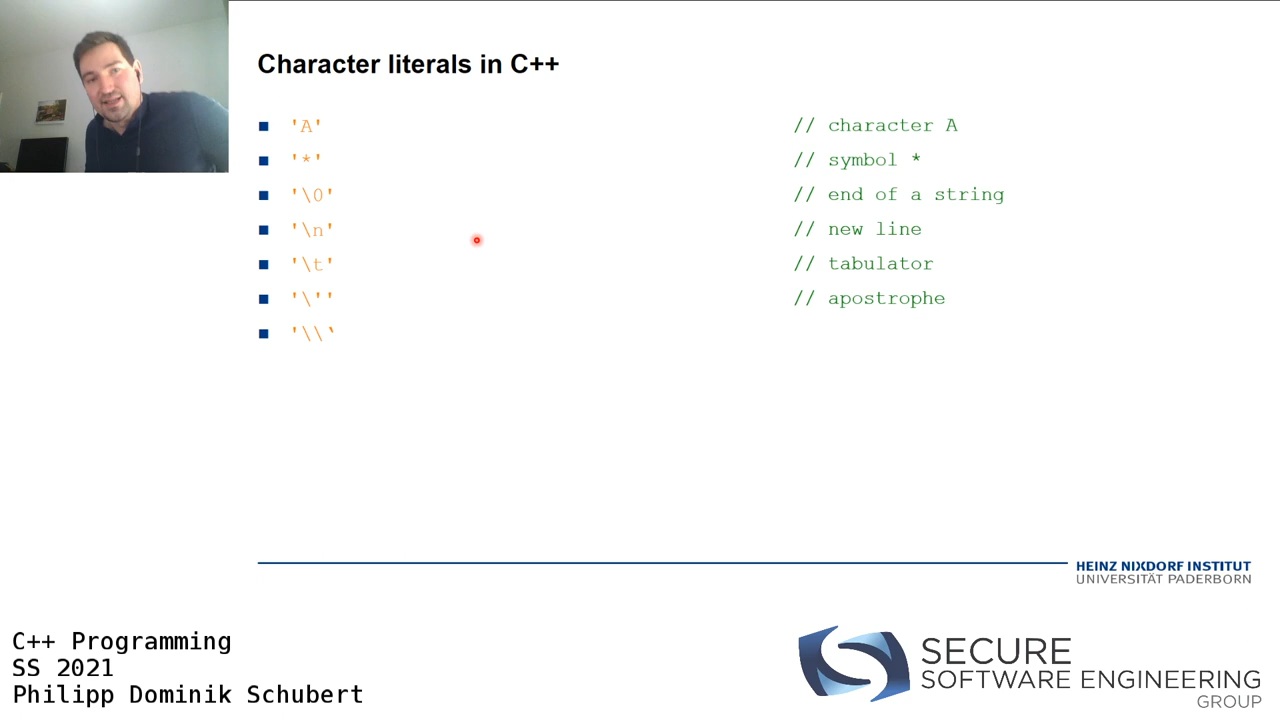 Character literals in C++
'A' // character A
'*' // symbol *
'\0' // end of a string
'\n' // new line
'\t' // tabulator
'\'' // apostrophe
'\\‘
HEINZ NIXDORF INSTITUT
UNIVERSITÄT PADERBORN
C++ Programming
SS 2021
Philipp Dominik Schubert
SECURE
SOFTWARE ENGINEERING
GROUP